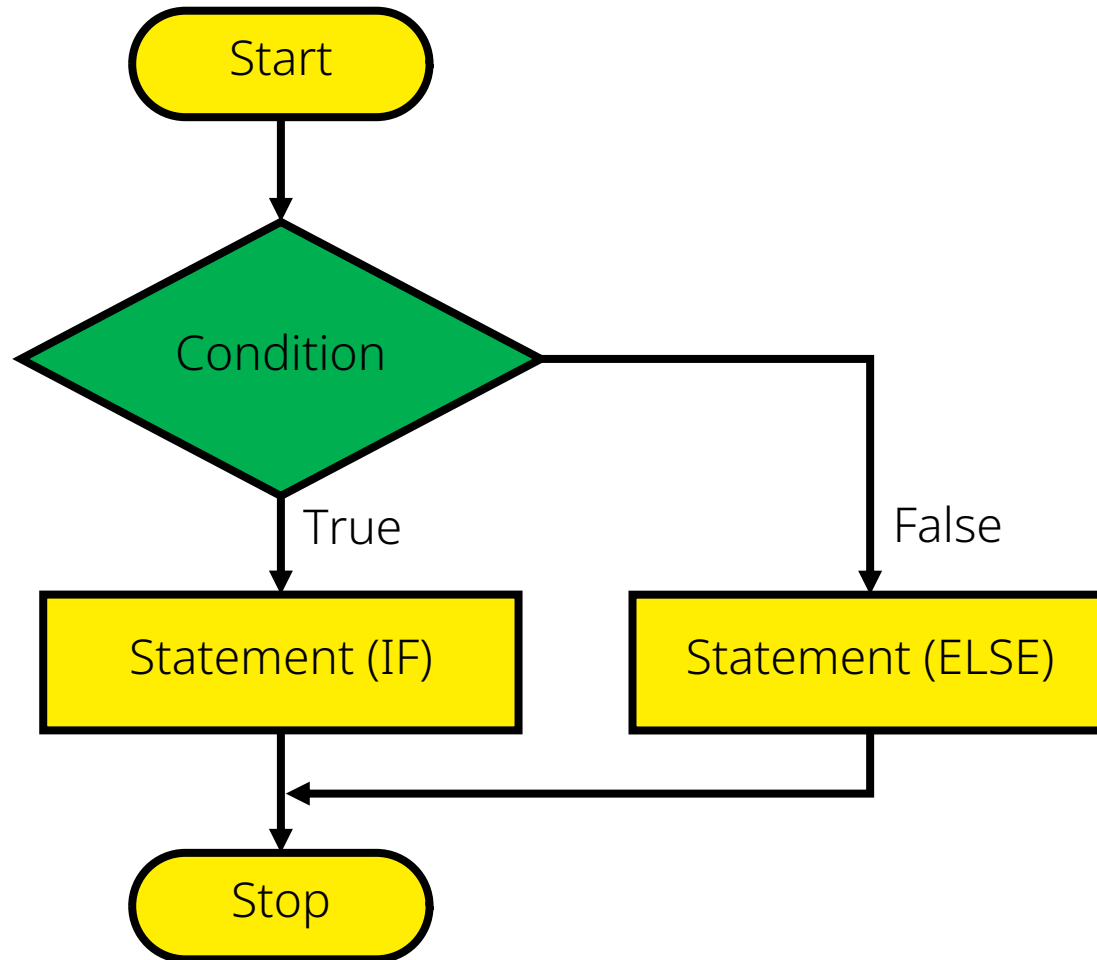 Start
Condition
True
False
Statement (IF)
Statement (ELSE)
Stop